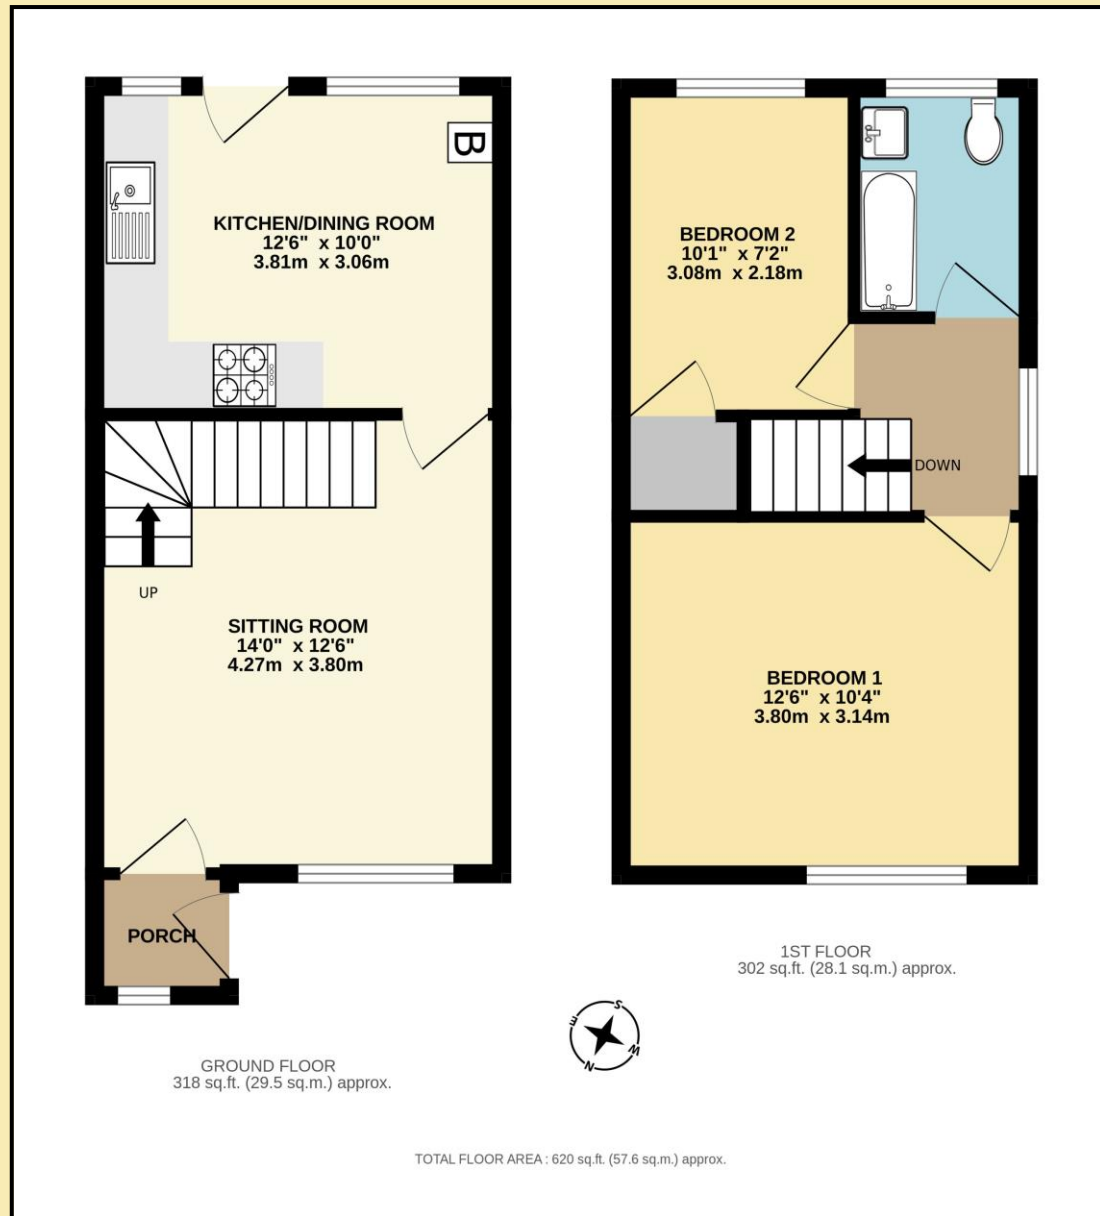 B
KITCHEN/DINING ROOM
12'6" x 10'0"
3.81m x 3.06m
UP
SITTING ROOM
14'0" x 12'6"
4.27m x 3.80m
PORCH
GROUND FLOOR
318 sq.ft. (29.5 sq.m.) approx.
BEDROOM 2
10'1" x 7'2"
3.08m x 2.18m
DOWN
BEDROOM 1
12'6" x 10'4"
3.80m x 3.14m
1ST FLOOR
302 sq.ft. (28.1 sq.m.) approx.
S
E
W
N
TOTAL FLOOR AREA : 620 sq.ft. (57.6 sq.m.) approx.